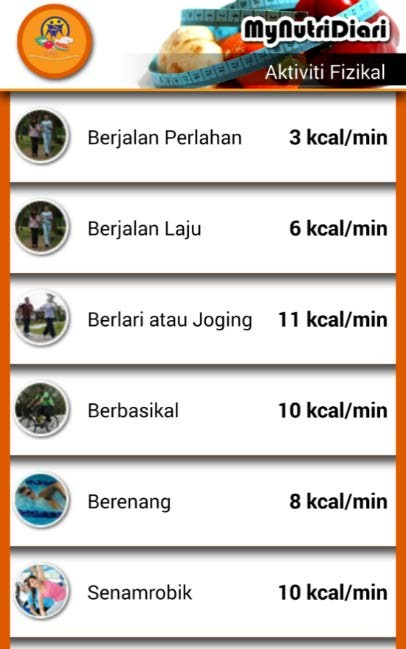 MyNutriDiari
Aktiviti Fizikal
Berjalan Perlahan 3 kcal/min
Berjalan Laju 6 kcal/min
Berlari atau Joging 11 kcal/min
Berbasikal 10 kcal/min
Berenang 8 kcal/min
Senamrobik 10 kcal/min